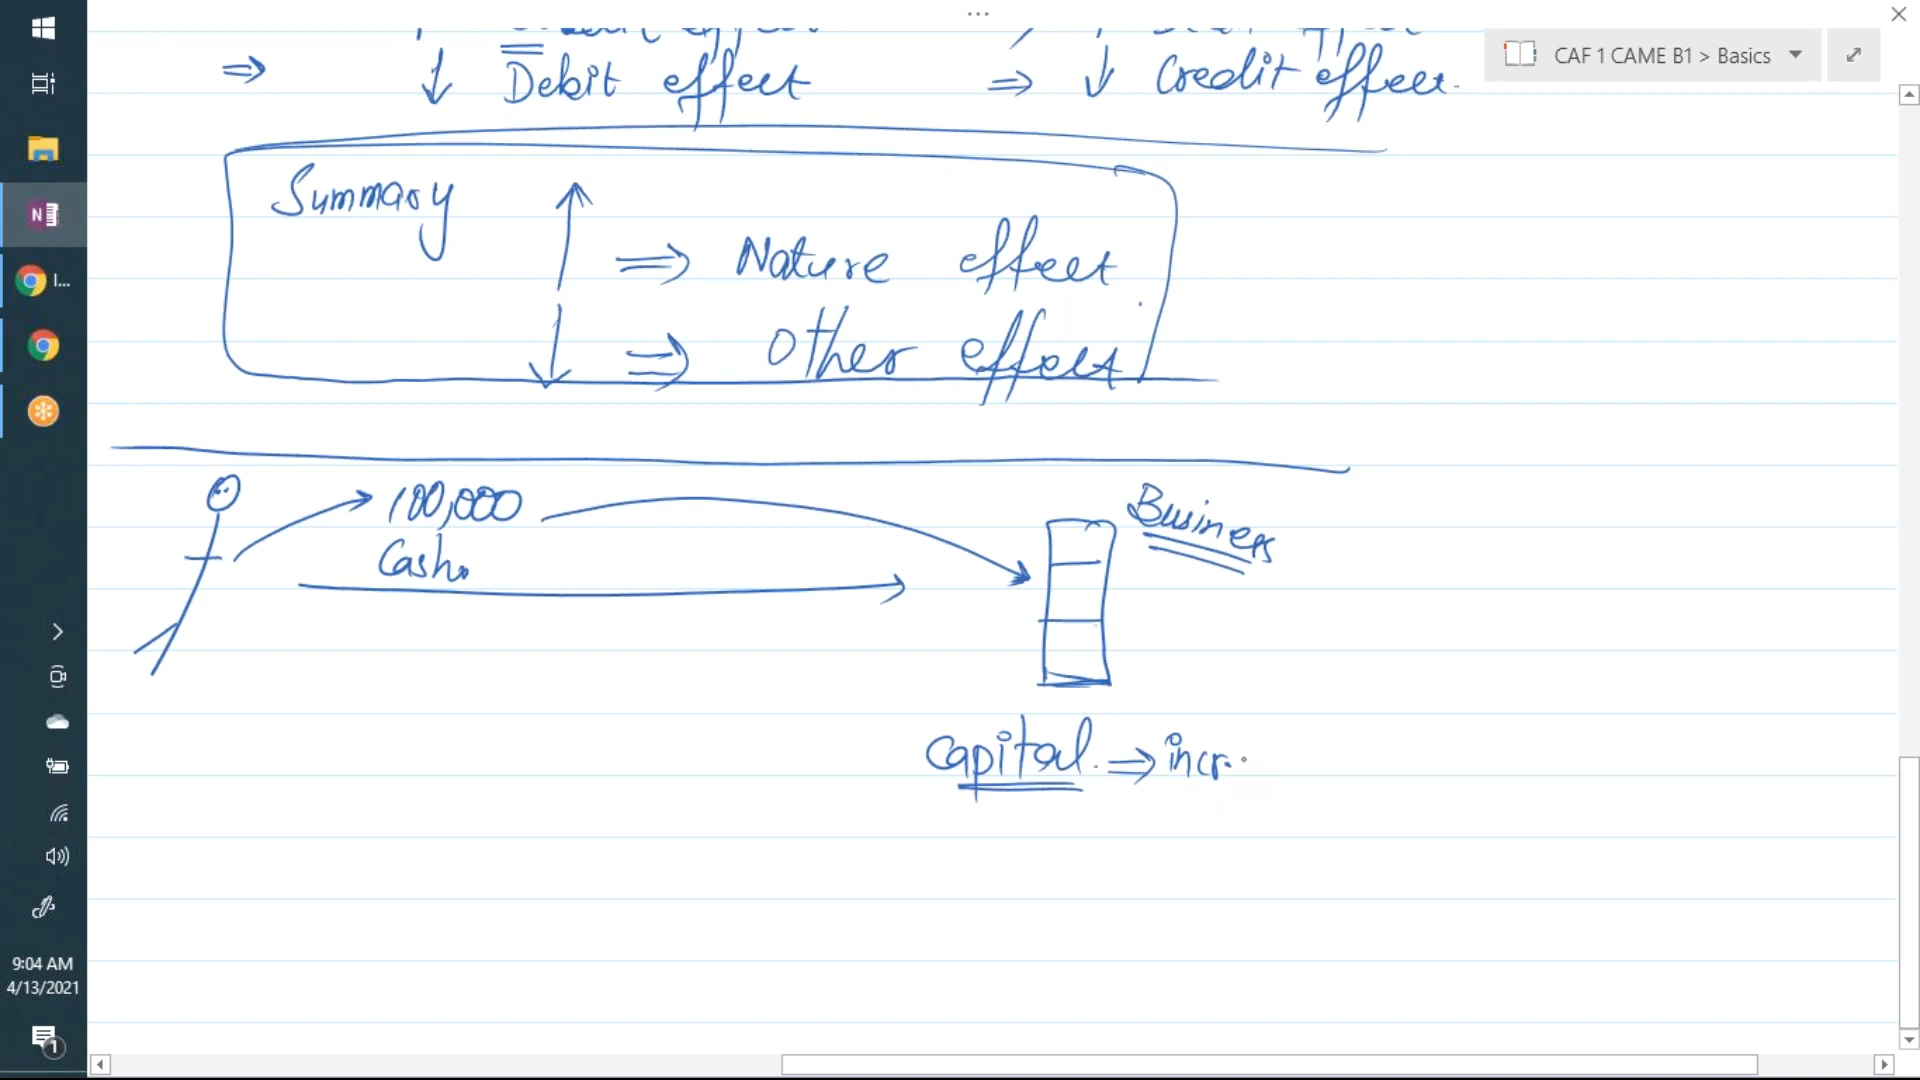 CAF 1 CAME B1 > Basics
⇒ ↓ Debit effect ⇒ ↓ Credit effect.
Summary
↑ ⇒ Nature effect
↓ ⇒ Other effect
100,000
Cash.
Business
Capital. ⇒ incr.
I...
9:04 AM
4/13/2021
1